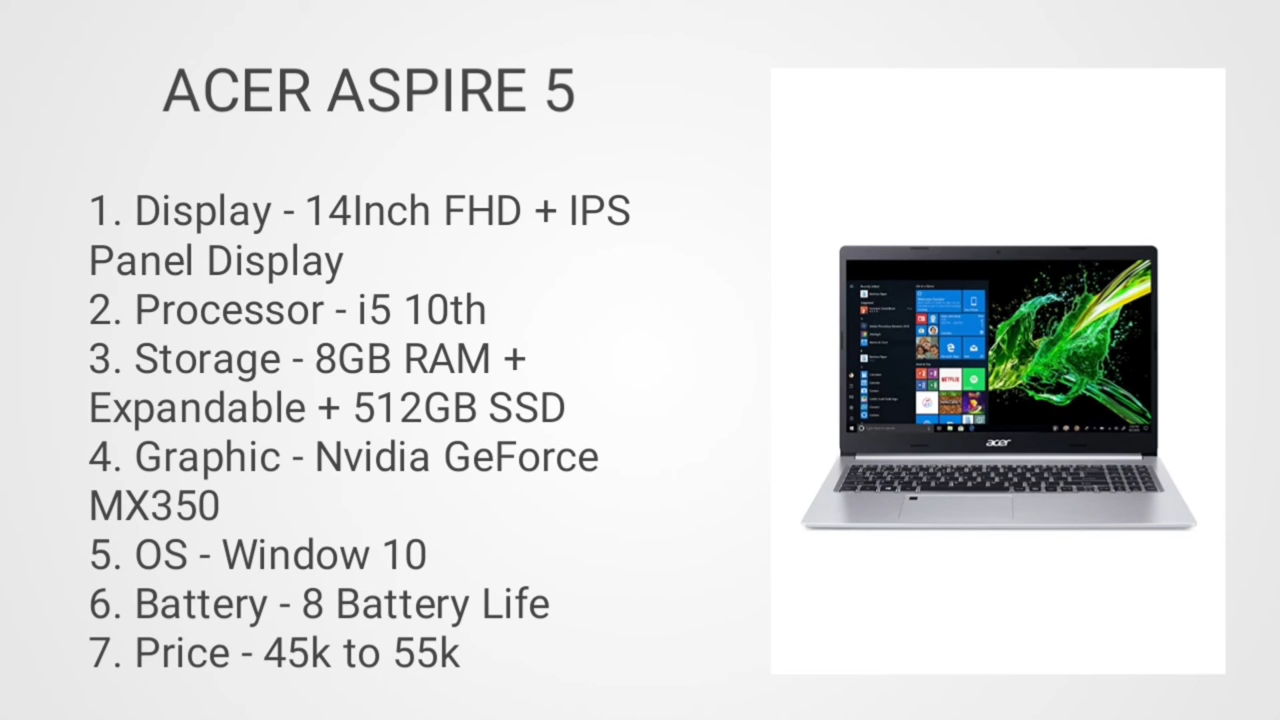 ACER ASPIRE 5
1. Display - 14Inch FHD + IPS
Panel Display
2. Processor - i5 10th
3. Storage - 8GB RAM +
Expandable + 512GB SSD
4. Graphic - Nvidia GeForce
MX350
5. OS - Window 10
6. Battery - 8 Battery Life
7. Price - 45k to 55k
NETFLIX
acer